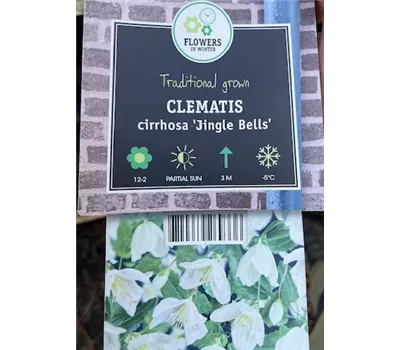 FLOWERS
IN WINTER
Traditional grown
CLEMATIS
cirrhosa 'Jingle Bells'
12-2 PARTIAL SUN 3 M -5°C